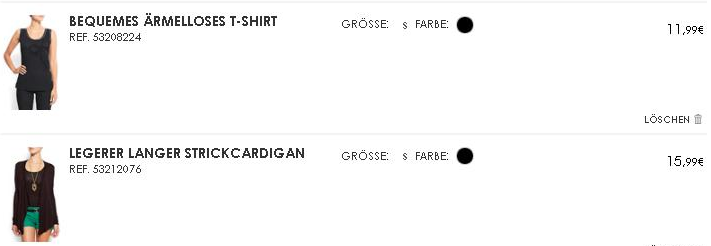 BEQUEMES ÄRMELLOSES T-SHIRT GRÖSSE: S FARBE: 11,99€
REF. 53208224
LÖSCHEN
LEGERER LANGER STRICKCARDIGAN GRÖSSE: S FARBE: 15,99€
REF. 53212076